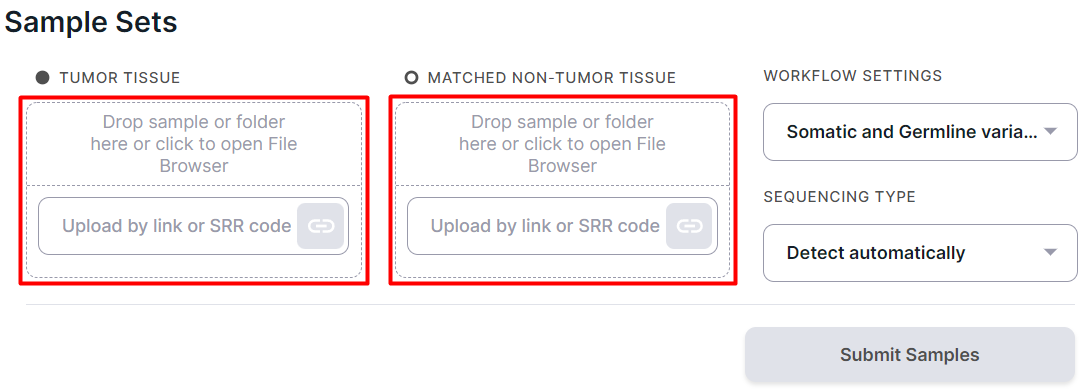 Sample Sets
TUMOR TISSUE
Drop sample or folder
here or click to open File
Browser
Upload by link or SRR code
MATCHED NON-TUMOR TISSUE
Drop sample or folder
here or click to open File
Browser
Upload by link or SRR code
WORKFLOW SETTINGS
Somatic and Germline varia...
SEQUENCING TYPE
Detect automatically
Submit Samples